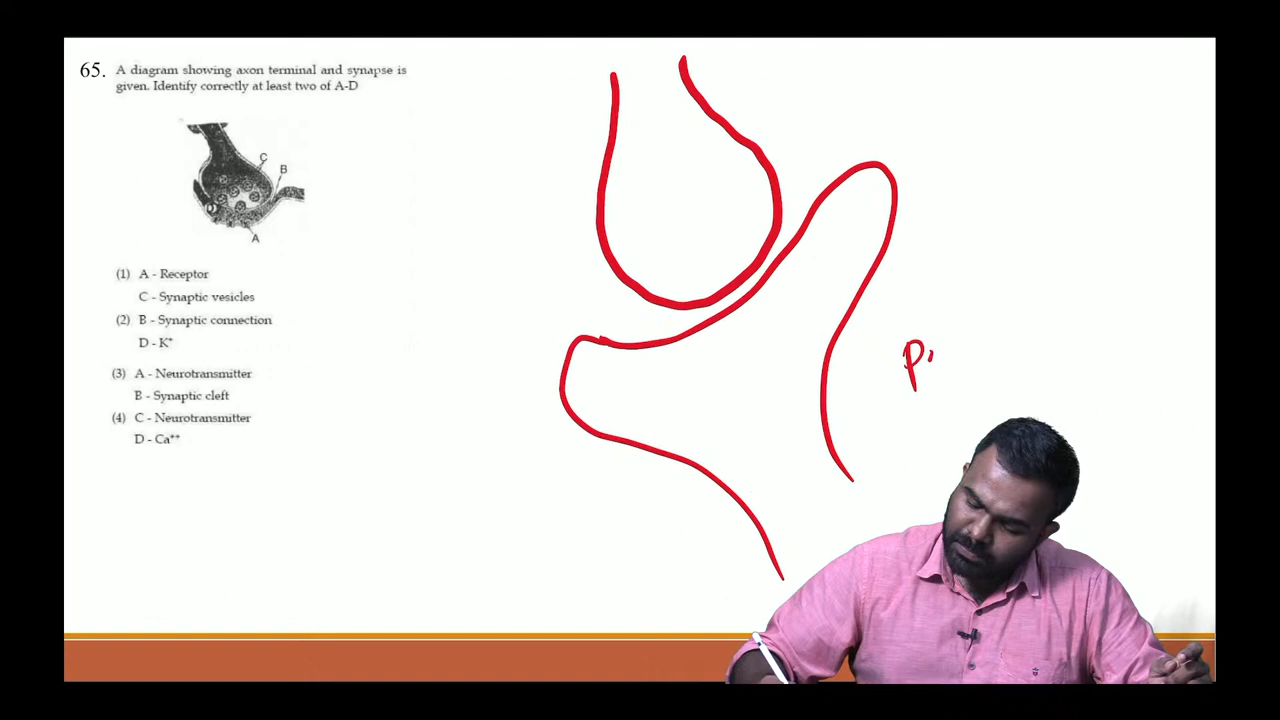 65. A diagram showing axon terminal and synapse is
given. Identify correctly at least two of A-D
C
B
D
A
(1) A - Receptor
C - Synaptic vesicles
(2) B - Synaptic connection
D - K⁺
(3) A - Neurotransmitter
B - Synaptic cleft
(4) C - Neurotransmitter
D - Ca⁺⁺
P